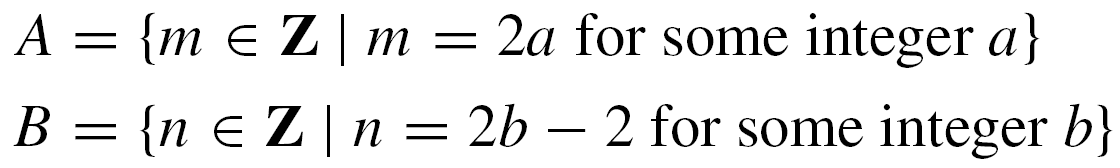 A = {m ∈ Z | m = 2a for some integer a}
B = {n ∈ Z | n = 2b − 2 for some integer b}